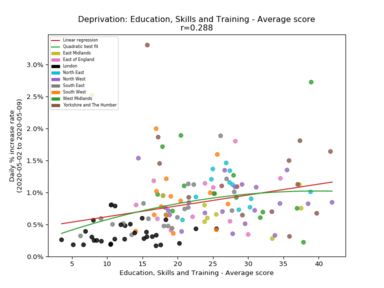 Deprivation: Education, Skills and Training - Average score
r=0.288
Daily % increase rate
(2020-05-02 to 2020-05-09)
Linear regression
Quadratic best fit
East Midlands
East of England
London
North East
North West
South East
South West
West Midlands
Yorkshire and The Humber
3.0%
2.5%
2.0%
1.5%
1.0%
0.5%
0.0%
5 10 15 20 25 30 35 40
Education, Skills and Training - Average score